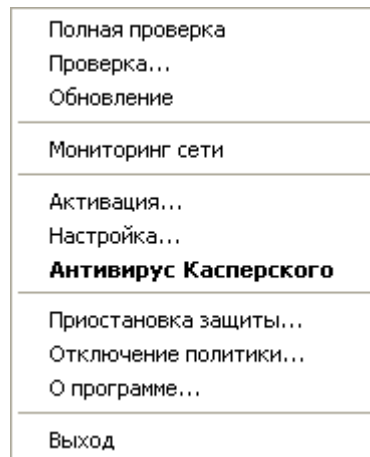 Полная проверка
Проверка...
Обновление
Мониторинг сети
Активация...
Настройка...
Антивирус Касперского
Приостановка защиты...
Отключение политики...
О программе...
Выход